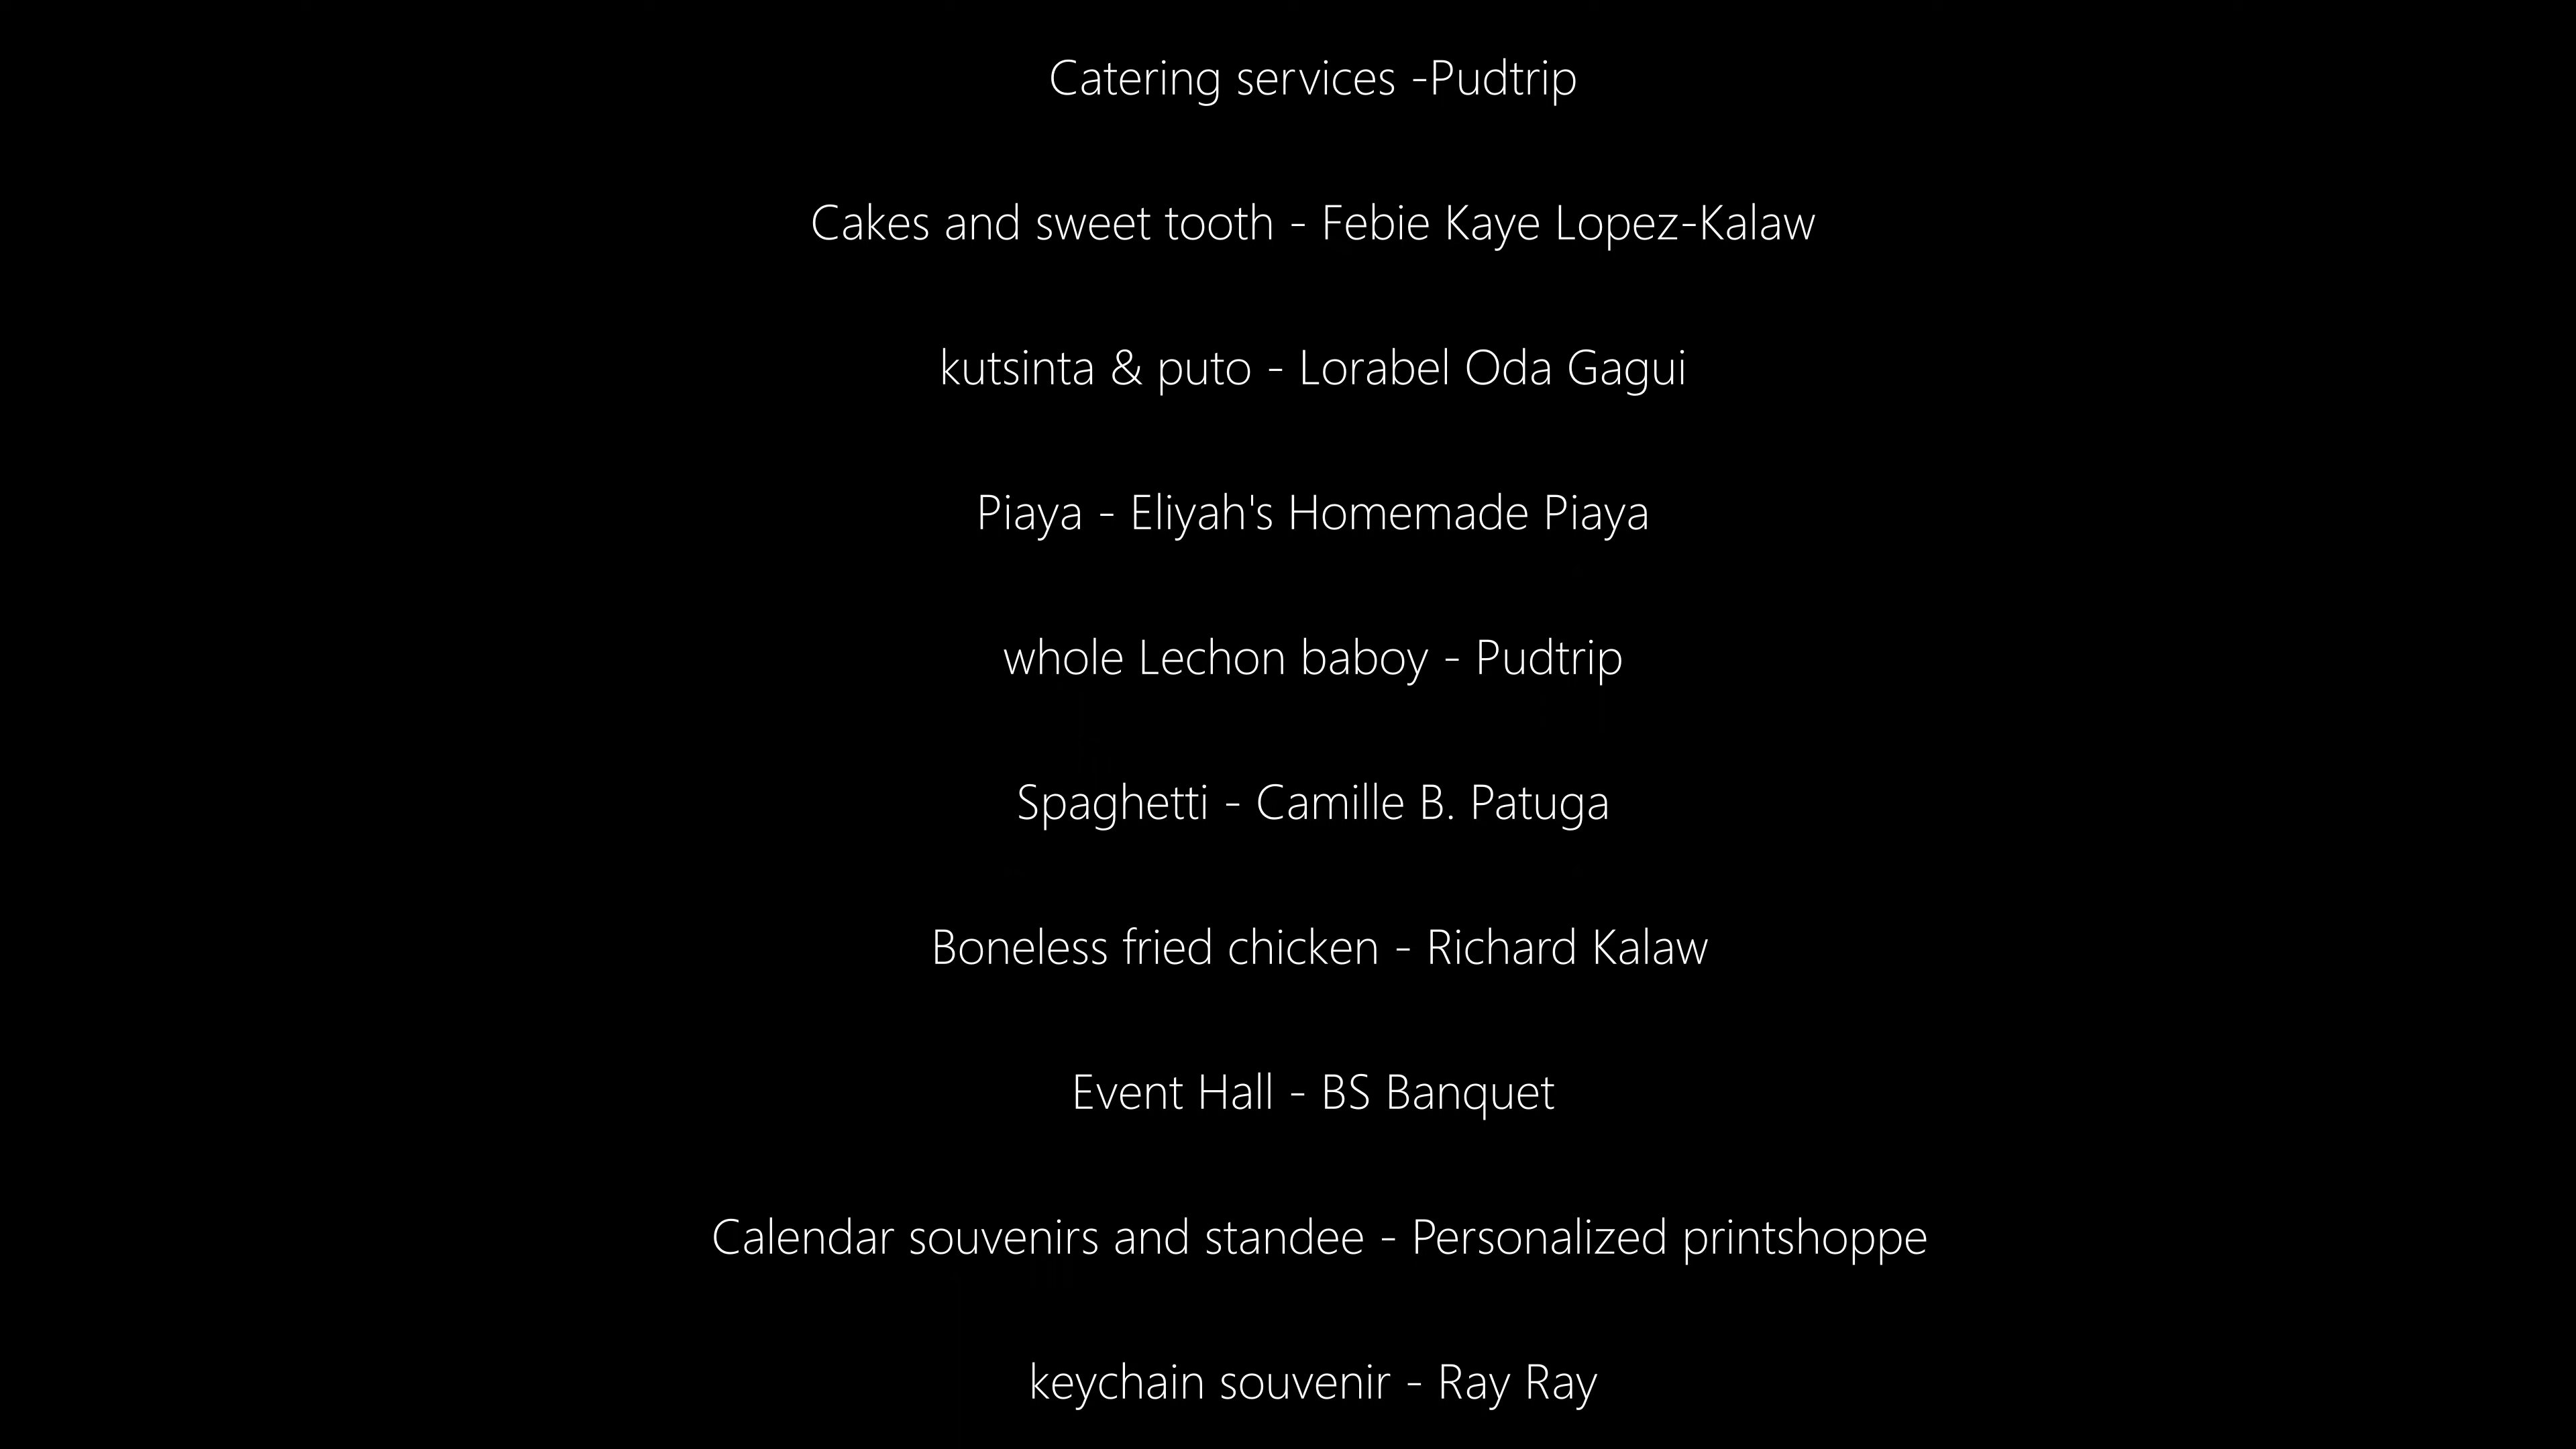 Catering services -Pudtrip
Cakes and sweet tooth - Febie Kaye Lopez-Kalaw
kutsinta & puto - Lorabel Oda Gagui
Piaya - Eliyah's Homemade Piaya
whole Lechon baboy - Pudtrip
Spaghetti - Camille B. Patuga
Boneless fried chicken - Richard Kalaw
Event Hall - BS Banquet
Calendar souvenirs and standee - Personalized printshoppe
keychain souvenir - Ray Ray